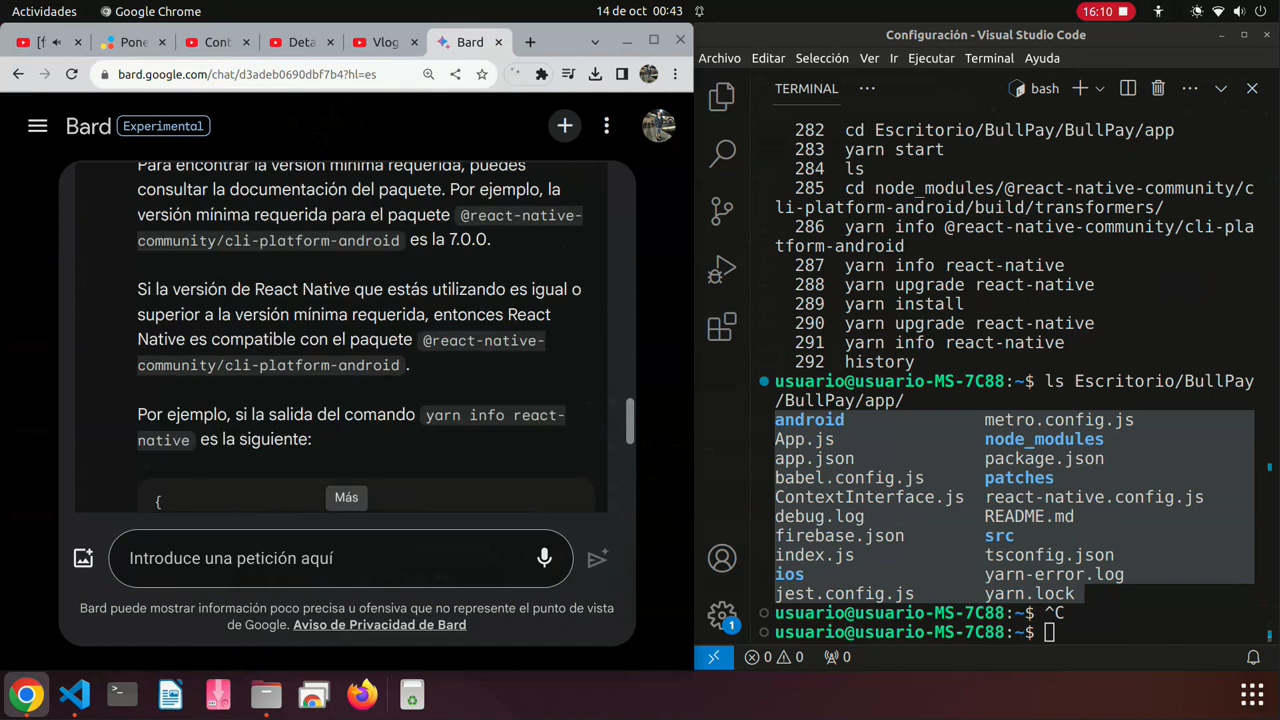 Actividades
Google Chrome
14 de oct 00:43
16:10
[f
Pone
Cont
Deta
Vlog
Bard
bard.google.com/chat/d3adeb0690dbf7b4?hl=es
Bard
Experimental
Para encontrar la versión mínima requerida, puedes
consultar la documentación del paquete. Por ejemplo, la
versión mínima requerida para el paquete @react-native-
community/cli-platform-android es la 7.0.0.
Si la versión de React Native que estás utilizando es igual o
superior a la versión mínima requerida, entonces React
Native es compatible con el paquete @react-native-
community/cli-platform-android.
Por ejemplo, si la salida del comando yarn info react-
native es la siguiente:
{
Más
Introduce una petición aquí
Bard puede mostrar información poco precisa u ofensiva que no represente el punto de vista
de Google. Aviso de Privacidad de Bard
Configuración - Visual Studio Code
Archivo Editar Selección Ver Ir Ejecutar Terminal Ayuda
TERMINAL
bash
282 cd Escritorio/BullPay/BullPay/app
283 yarn start
284 ls
285 cd node_modules/@react-native-community/c
li-platform-android/build/transformers/
286 yarn info @react-native-community/cli-pla
tform-android
287 yarn info react-native
288 yarn upgrade react-native
289 yarn install
290 yarn upgrade react-native
291 yarn info react-native
292 history
usuario@usuario-MS-7C88:~$ ls Escritorio/BullPay
/BullPay/app/
android metro.config.js
App.js node_modules
app.json package.json
babel.config.js patches
ContextInterface.js react-native.config.js
debug.log README.md
firebase.json src
index.js tsconfig.json
ios yarn-error.log
jest.config.js yarn.lock
usuario@usuario-MS-7C88:~$ ^C
usuario@usuario-MS-7C88:~$
1
0 0 0